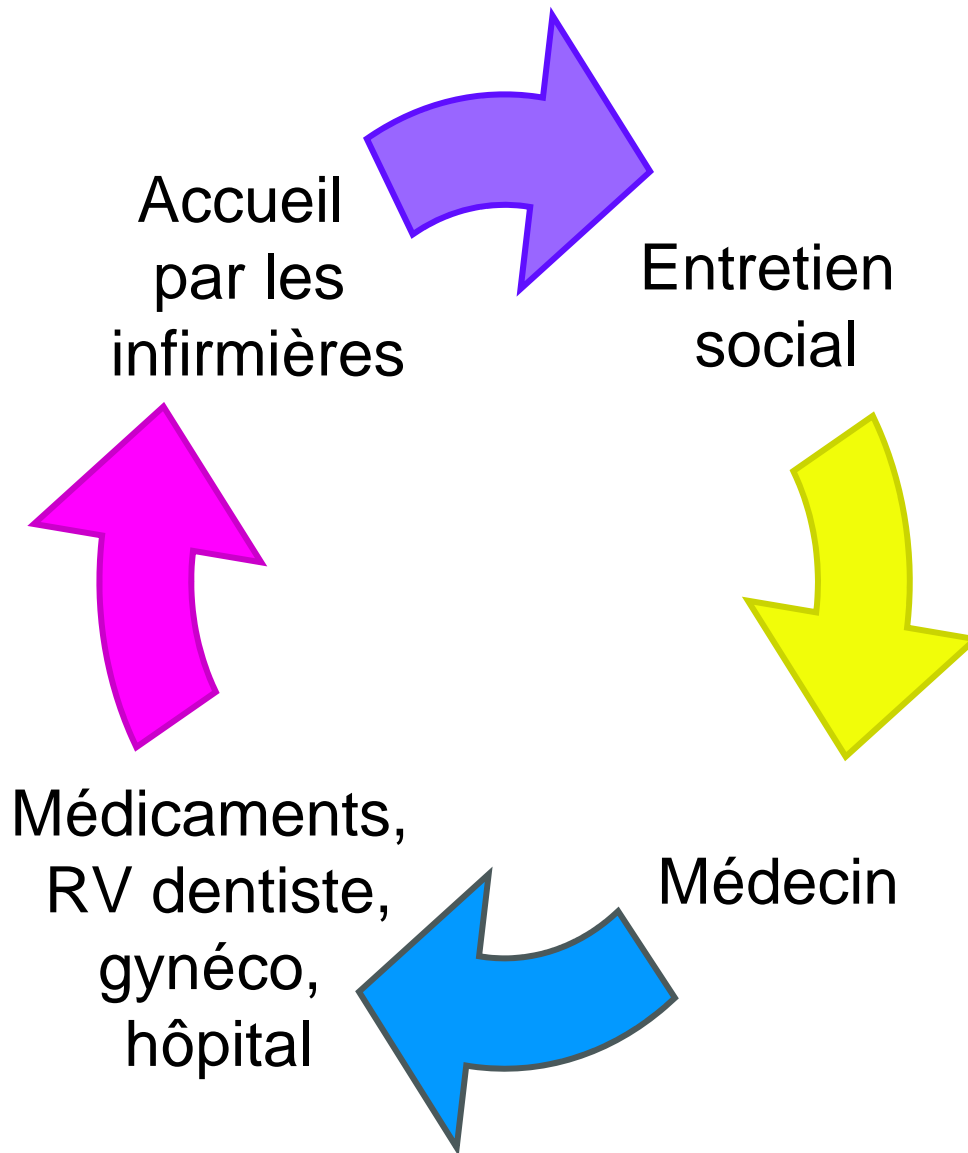 Accueil
par les
infirmières
Entretien
social
Médecin
Médicaments,
RV dentiste,
gynéco,
hôpital